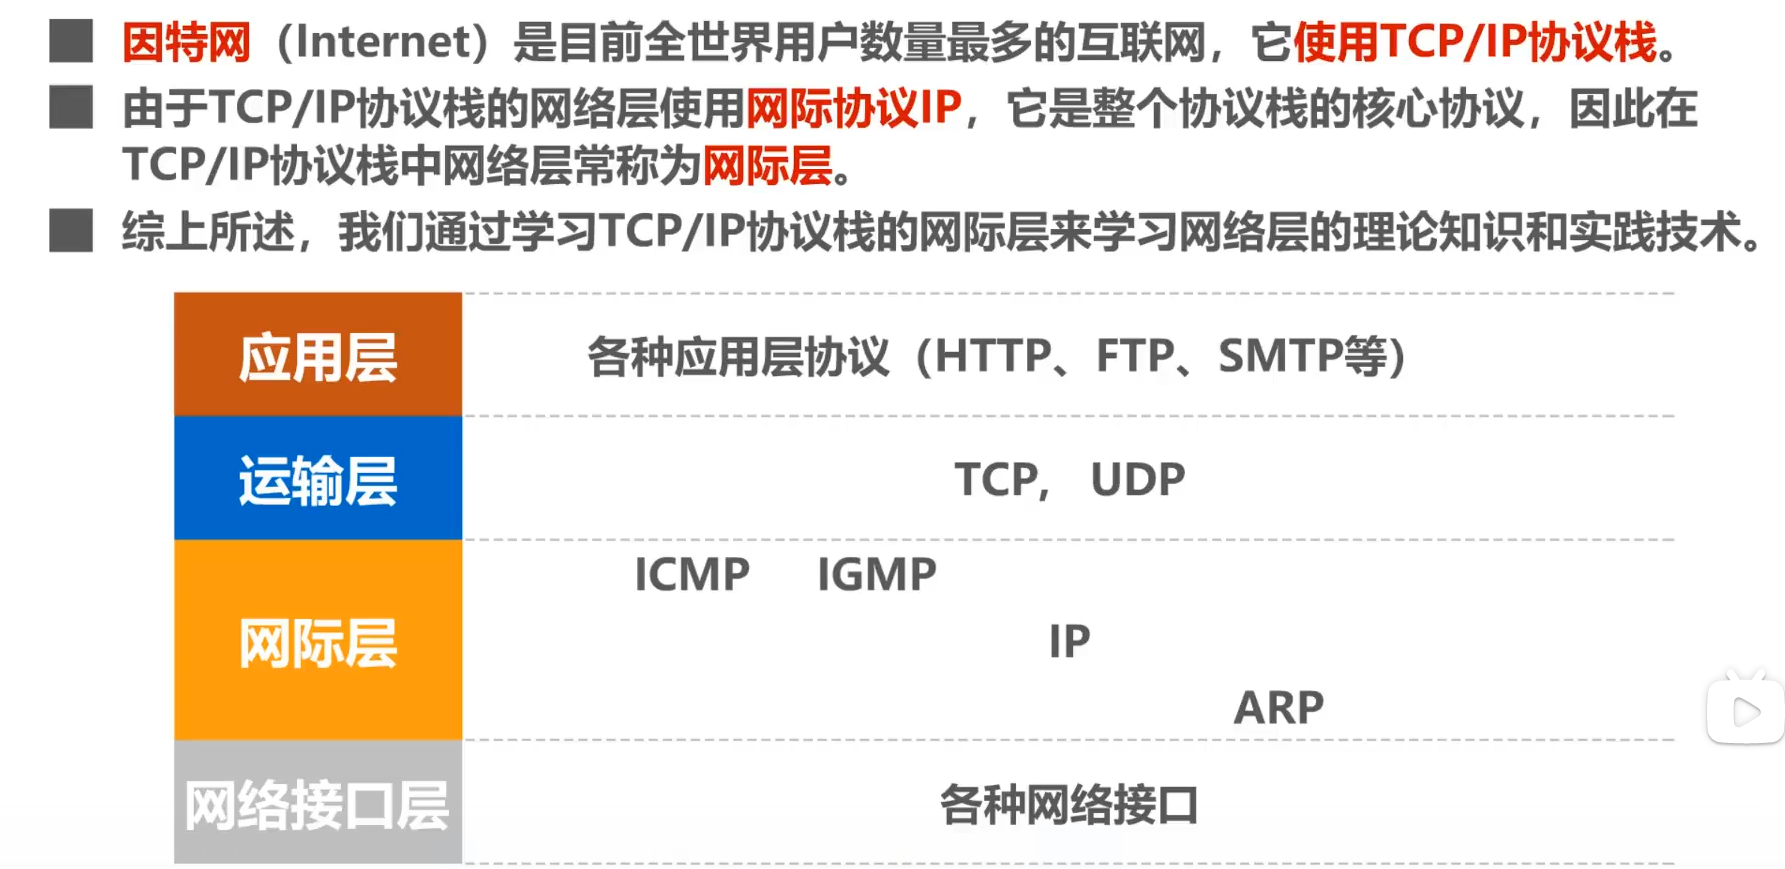 因特网（Internet）是目前全世界用户数量最多的互联网，它使用TCP/IP协议栈。
由于TCP/IP协议栈的网络层使用网际协议IP，它是整个协议栈的核心协议，因此在
TCP/IP协议栈中网络层常称为网际层。
综上所述，我们通过学习TCP/IP协议栈的网际层来学习网络层的理论知识和实践技术。
应用层 各种应用层协议（HTTP、FTP、SMTP等）
运输层 TCP， UDP
ICMP IGMP
网际层 IP
ARP
网络接口层 各种网络接口